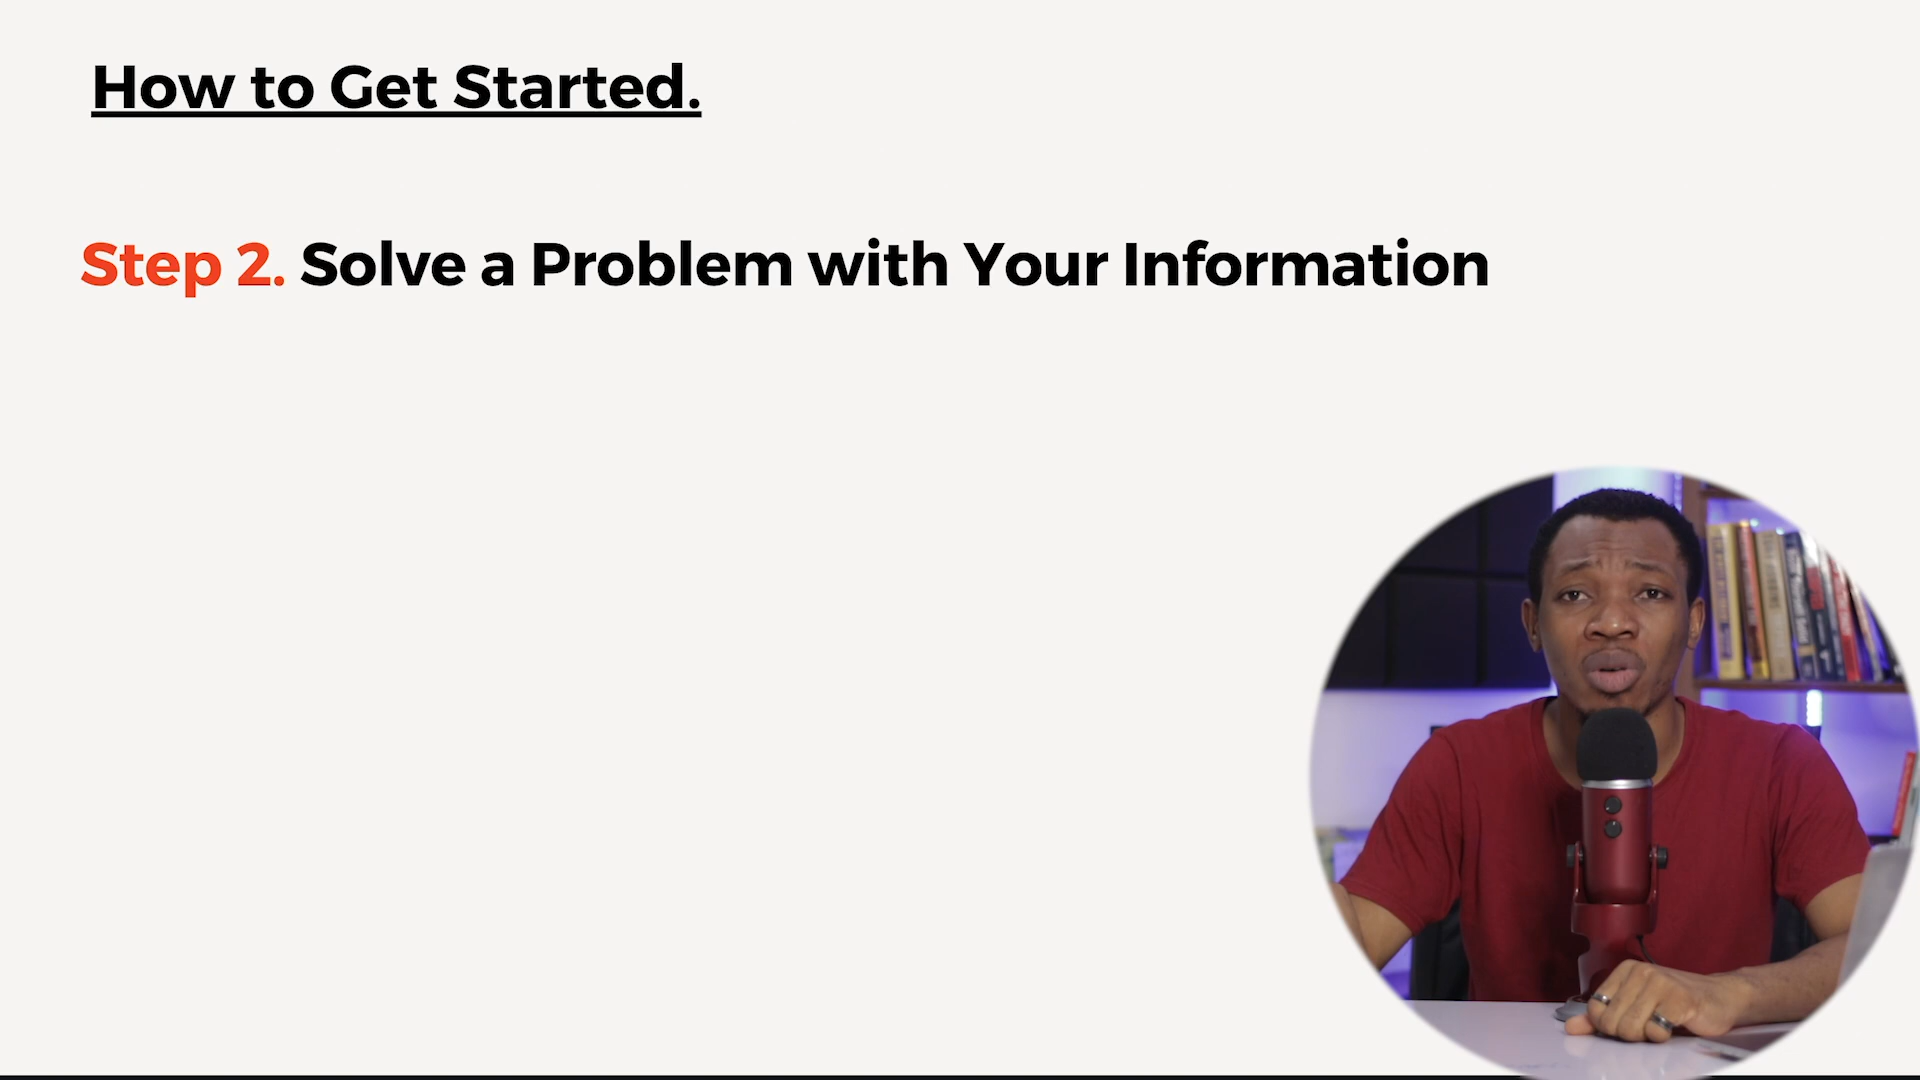 How to Get Started.
Step 2. Solve a Problem with Your Information